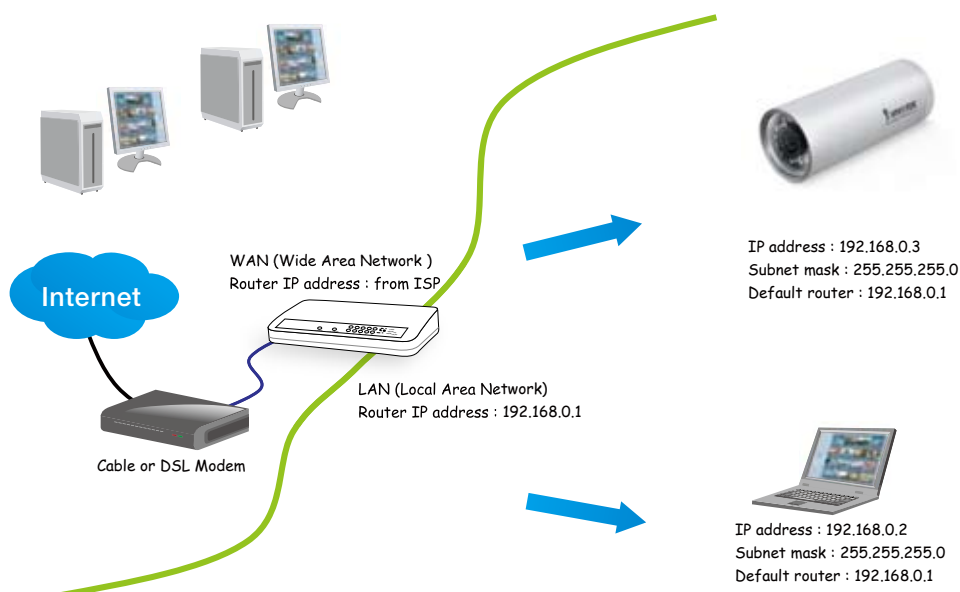 WAN (Wide Area Network )
Router IP address : from ISP
Internet
LAN (Local Area Network)
Router IP address : 192.168.0.1
Cable or DSL Modem
IP address : 192.168.0.3
Subnet mask : 255.255.255.0
Default router : 192.168.0.1
IP address : 192.168.0.2
Subnet mask : 255.255.255.0
Default router : 192.168.0.1